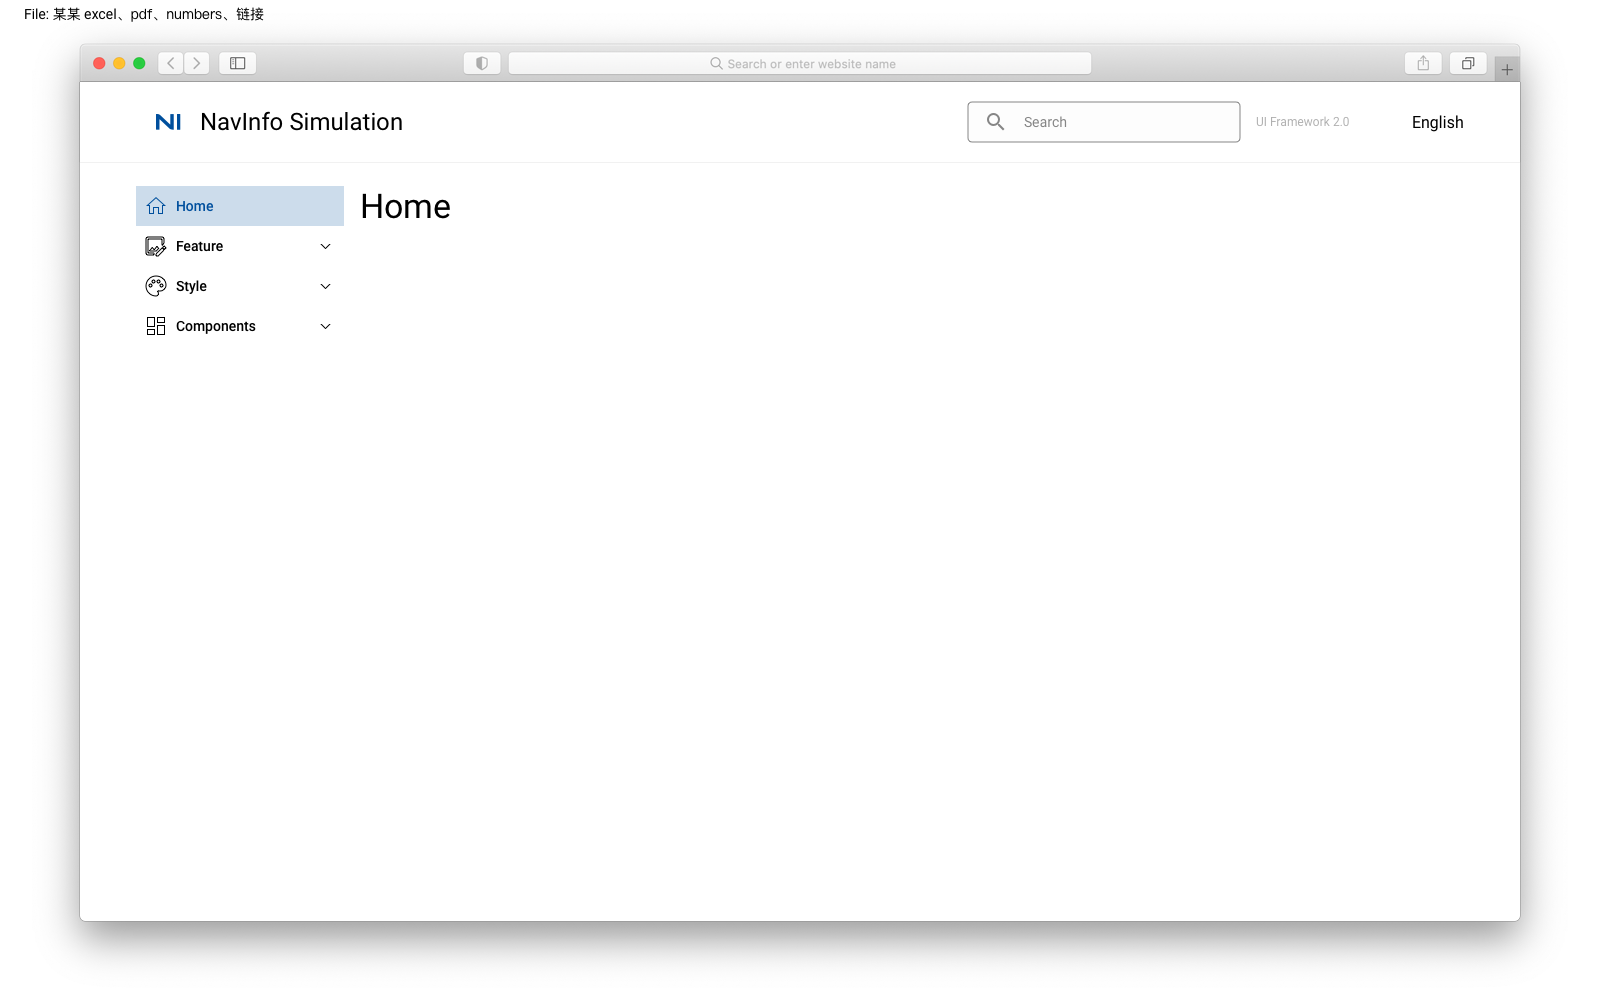 File: 某某 excel、pdf、numbers、链接
Search or enter website name
NI NavInfo Simulation
Search
UI Framework 2.0
English
Home
Feature
Style
Components
Home